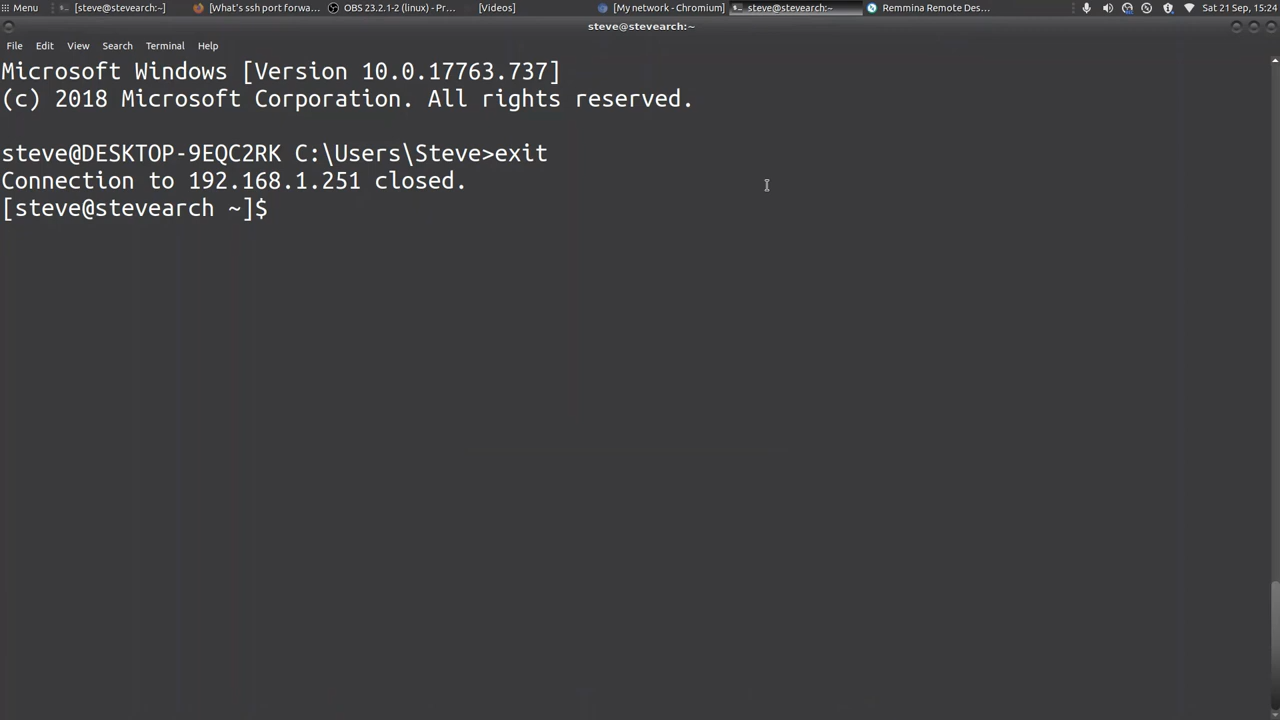 Menu [steve@stevearch:~] [What's ssh port forwa... OBS 23.2.1-2 (linux) - Pr... [Videos] [My network - Chromium] steve@stevearch:~ Remmina Remote Des... Sat 21 Sep, 15:24
steve@stevearch:~
File Edit View Search Terminal Help
Microsoft Windows [Version 10.0.17763.737]
(c) 2018 Microsoft Corporation. All rights reserved.
steve@DESKTOP-9EQC2RK C:\Users\Steve>exit
Connection to 192.168.1.251 closed.
[steve@stevearch ~]$